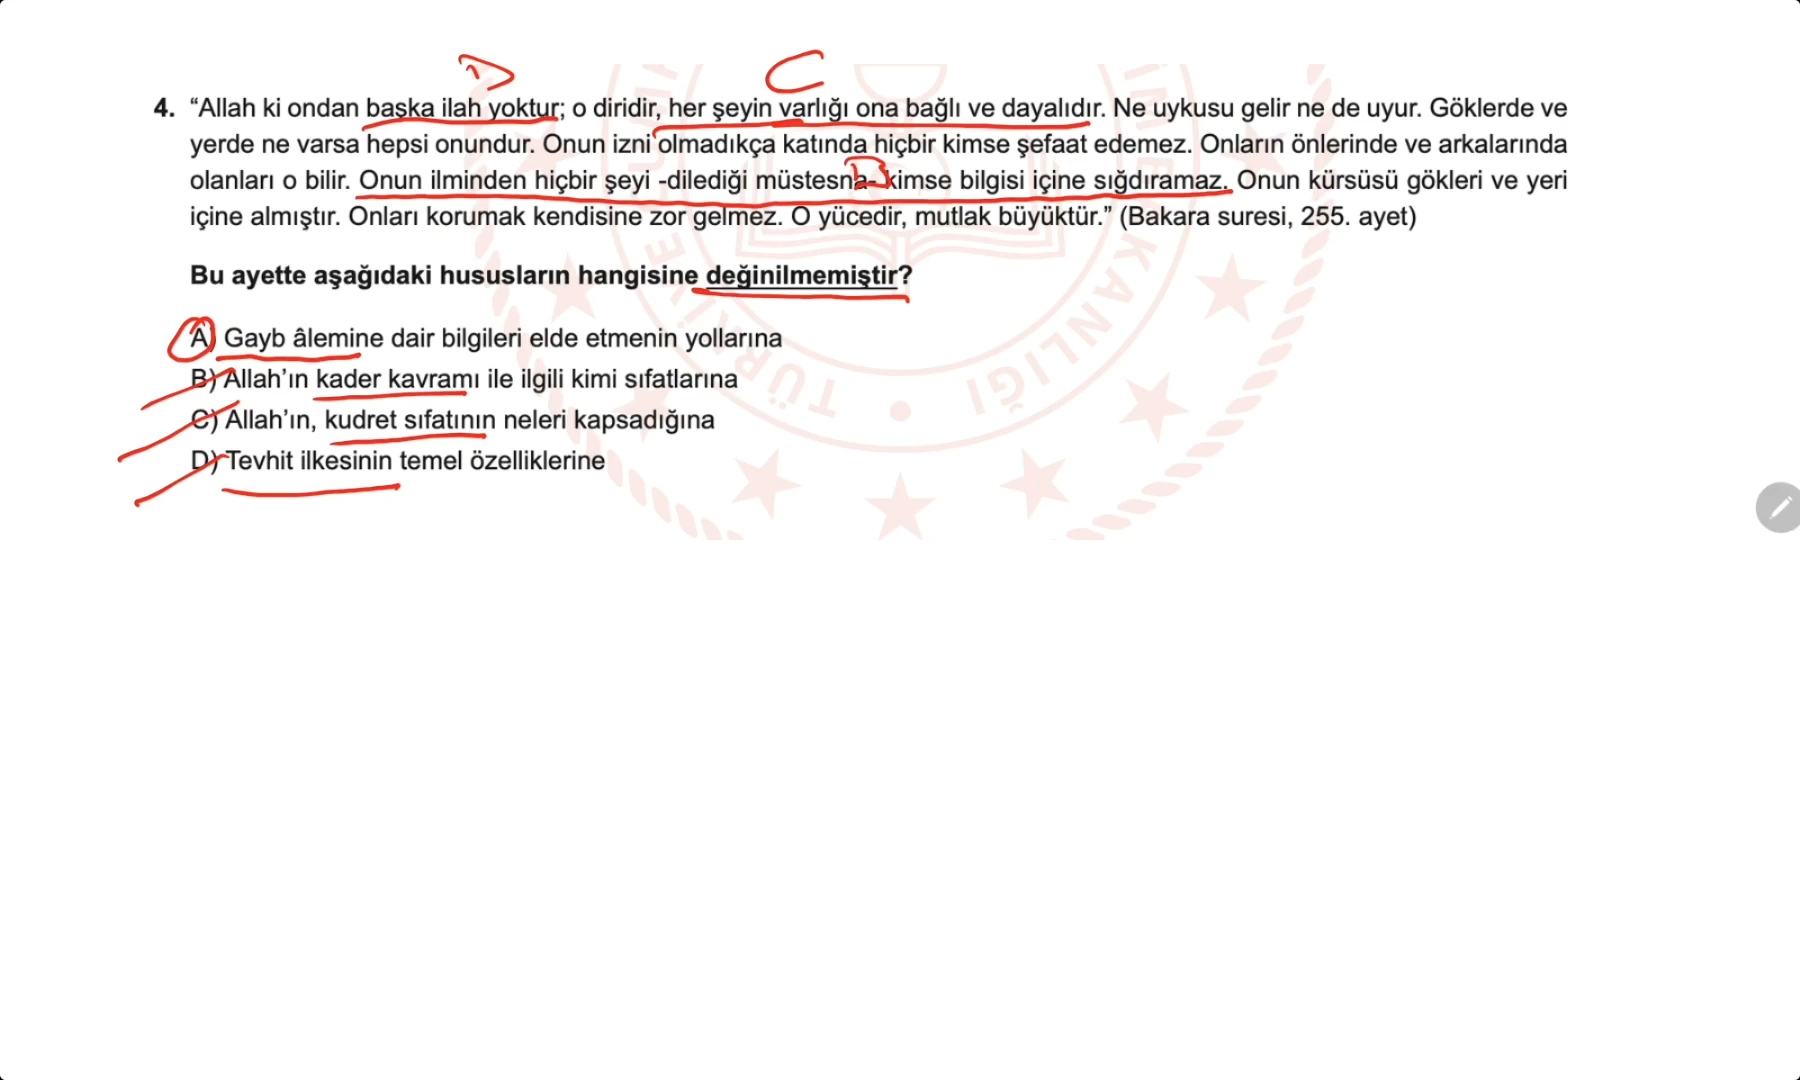 D C
4. “Allah ki ondan başka ilah yoktur; o diridir, her şeyin varlığı ona bağlı ve dayalıdır. Ne uykusu gelir ne de uyur. Göklerde ve
yerde ne varsa hepsi onundur. Onun izni olmadıkça katında hiçbir kimse şefaat edemez. Onların önlerinde ve arkalarında
olanları o bilir. Onun ilminden hiçbir şeyi -dilediği müstesna- kimse bilgisi içine sığdıramaz. Onun kürsüsü gökleri ve yeri
B
içine almıştır. Onları korumak kendisine zor gelmez. O yücedir, mutlak büyüktür.” (Bakara suresi, 255. ayet)
Bu ayette aşağıdaki hususların hangisine değinilmemiştir?
A) Gayb âlemine dair bilgileri elde etmenin yollarına
B) Allah’ın kader kavramı ile ilgili kimi sıfatlarına
C) Allah’ın, kudret sıfatının neleri kapsadığına
D) Tevhit ilkesinin temel özelliklerine